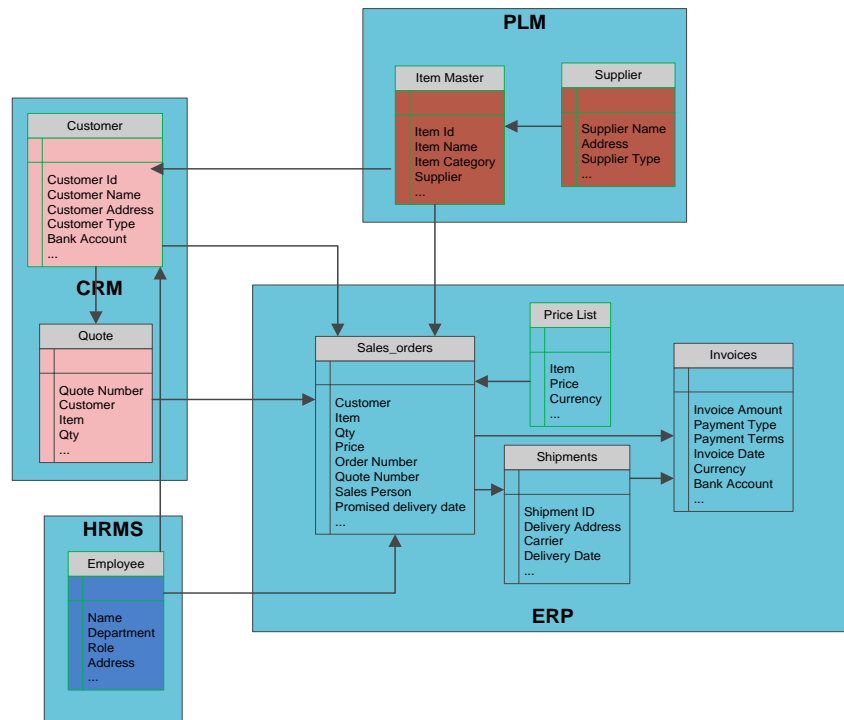 PLM
Item Master
Item Id
Item Name
Item Category
Supplier
...
Supplier
Supplier Name
Address
Supplier Type
...
Customer
Customer Id
Customer Name
Customer Address
Customer Type
Bank Account
...
CRM
Quote
Quote Number
Customer
Item
Qty
...
Sales_orders
Customer
Item
Qty
Price
Order Number
Quote Number
Sales Person
Promised delivery date
...
Price List
Item
Price
Currency
...
Invoices
Invoice Amount
Payment Type
Payment Terms
Invoice Date
Currency
Bank Account
...
Shipments
Shipment ID
Delivery Address
Carrier
Delivery Date
...
ERP
HRMS
Employee
Name
Department
Role
Address
...